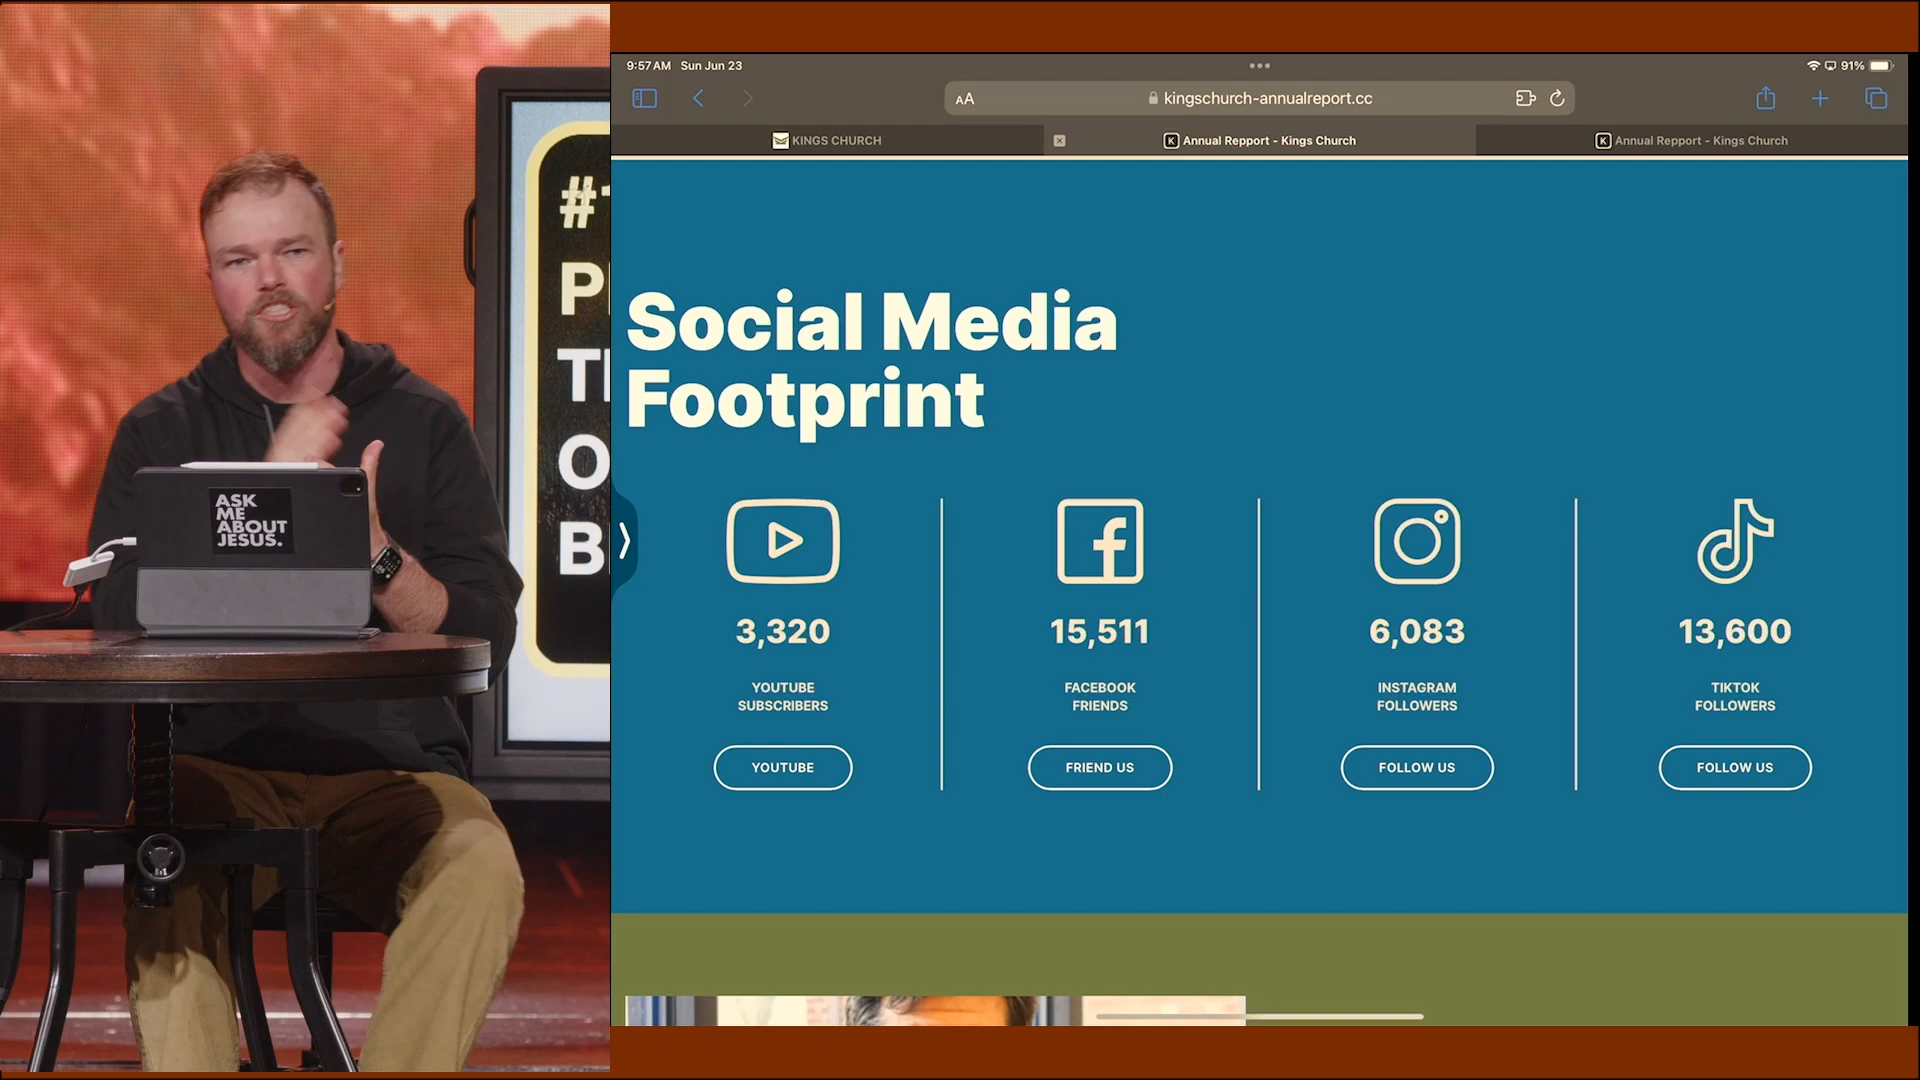 #1
P
T
O
B
ASK
ME
ABOUT
JESUS.
9:57AM Sun Jun 23
91%
AA
kingschurch-annualreport.cc
KINGS CHURCH
K Annual Repport - Kings Church
K Annual Repport - Kings Church
Social Media
Footprint
3,320
15,511
6,083
13,600
YOUTUBE
SUBSCRIBERS
FACEBOOK
FRIENDS
INSTAGRAM
FOLLOWERS
TIKTOK
FOLLOWERS
YOUTUBE
FRIEND US
FOLLOW US
FOLLOW US